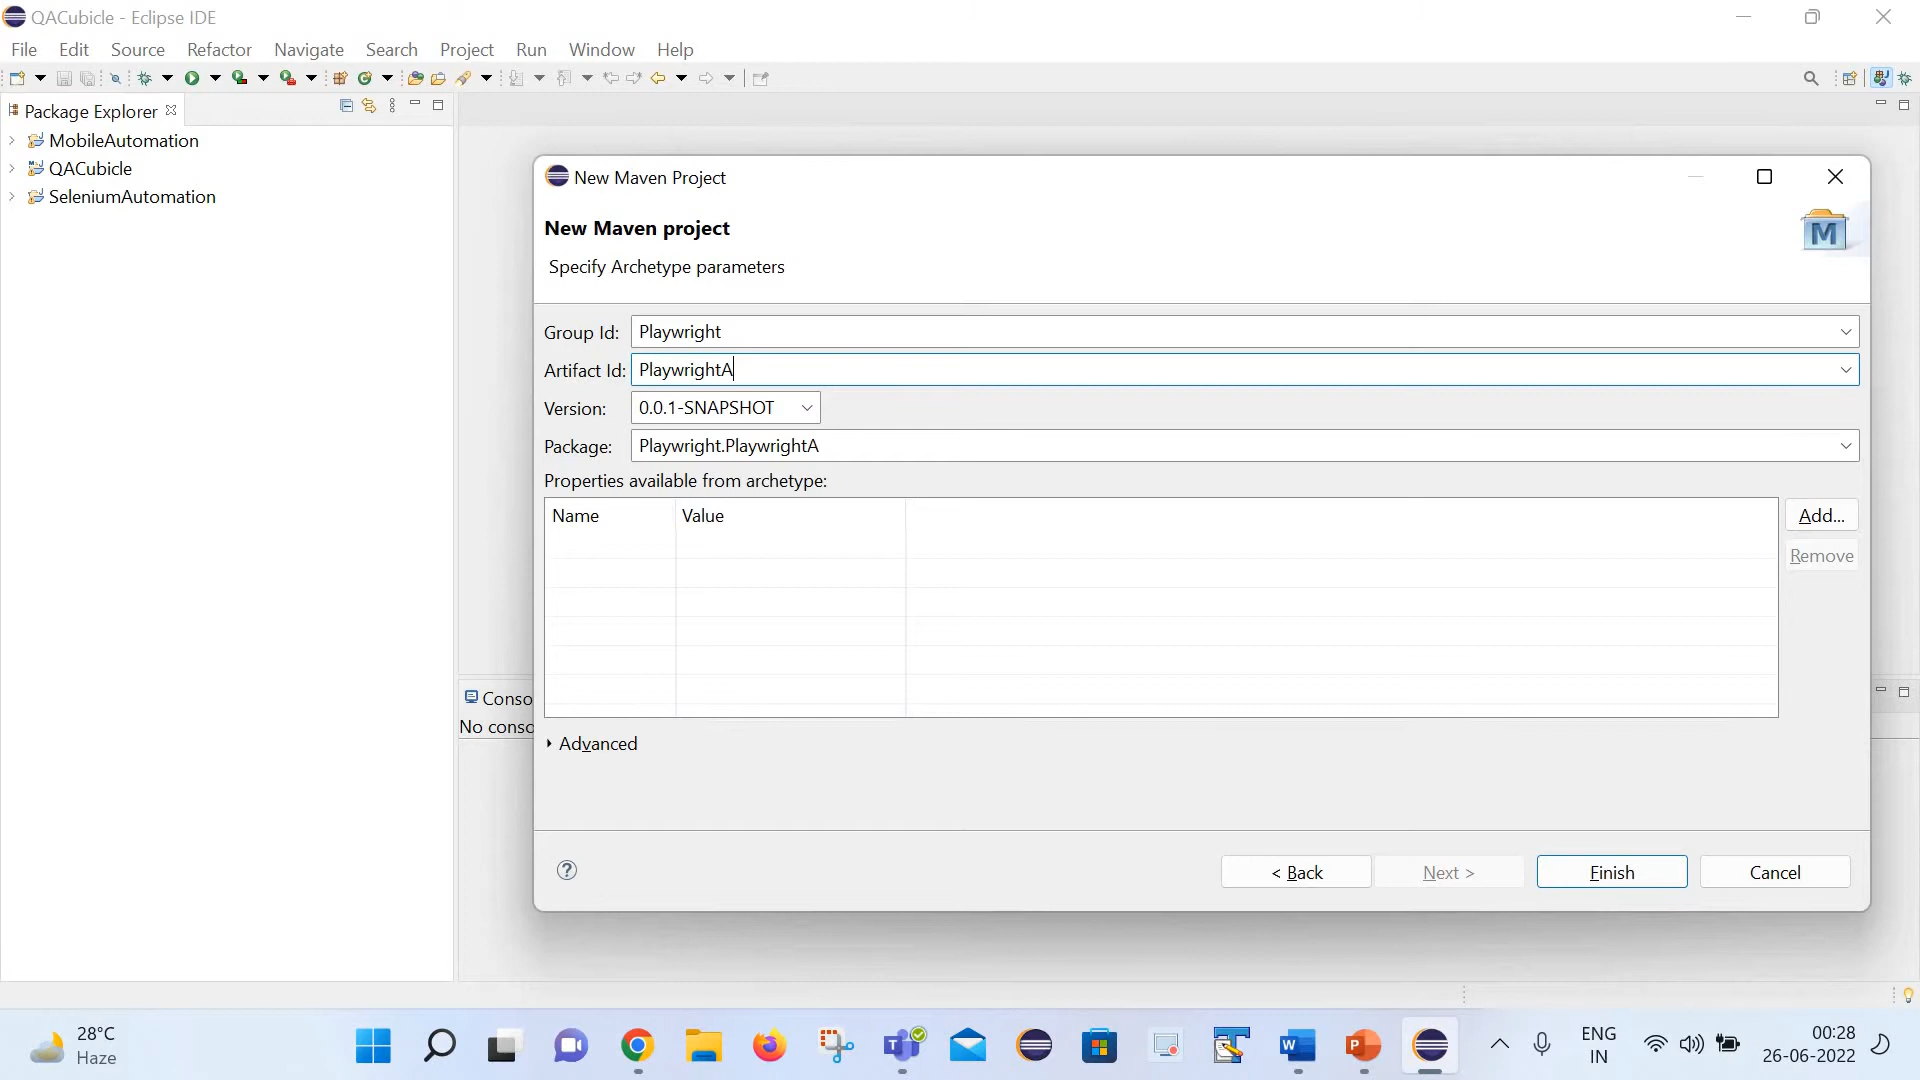 QACubicle - Eclipse IDE
File Edit Source Refactor Navigate Search Project Run Window Help
Package Explorer
MobileAutomation
QACubicle
SeleniumAutomation
New Maven Project
New Maven project
Specify Archetype parameters
M
Group Id: Playwright
Artifact Id: PlaywrightA
Version: 0.0.1-SNAPSHOT
Package: Playwright.PlaywrightA
Properties available from archetype:
Name Value
Add...
Remove
Conso
No conso
Advanced
< Back Next > Finish Cancel
28°C
Haze
ENG
IN
00:28
26-06-2022